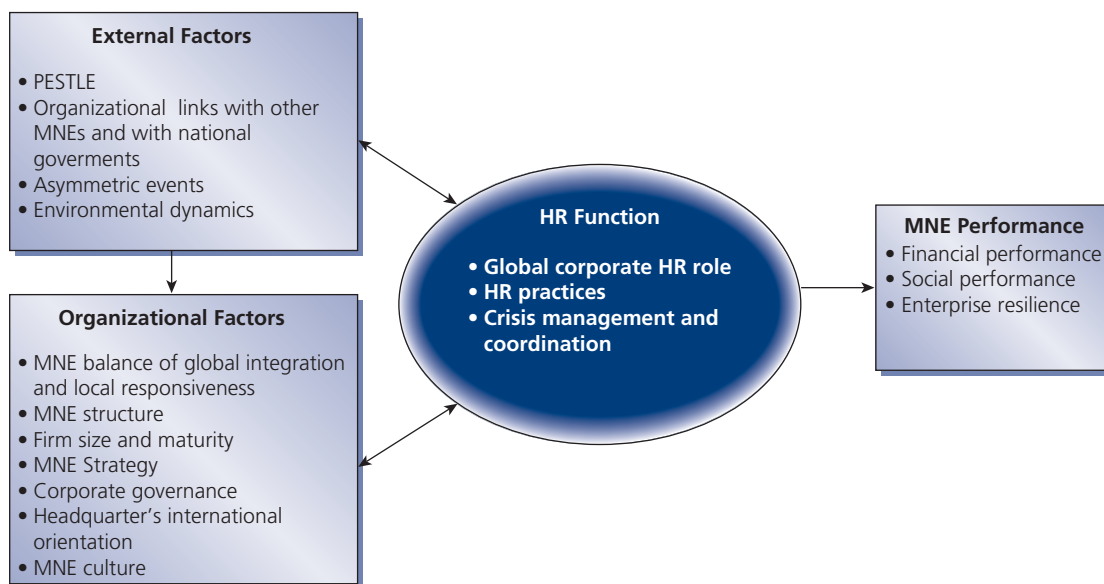 External Factors
• PESTLE
• Organizational links with other
MNEs and with national
goverments
• Asymmetric events
• Environmental dynamics
Organizational Factors
• MNE balance of global integration
and local responsiveness
• MNE structure
• Firm size and maturity
• MNE Strategy
• Corporate governance
• Headquarter's international
orientation
• MNE culture
HR Function
• Global corporate HR role
• HR practices
• Crisis management and
coordination
MNE Performance
• Financial performance
• Social performance
• Enterprise resilience